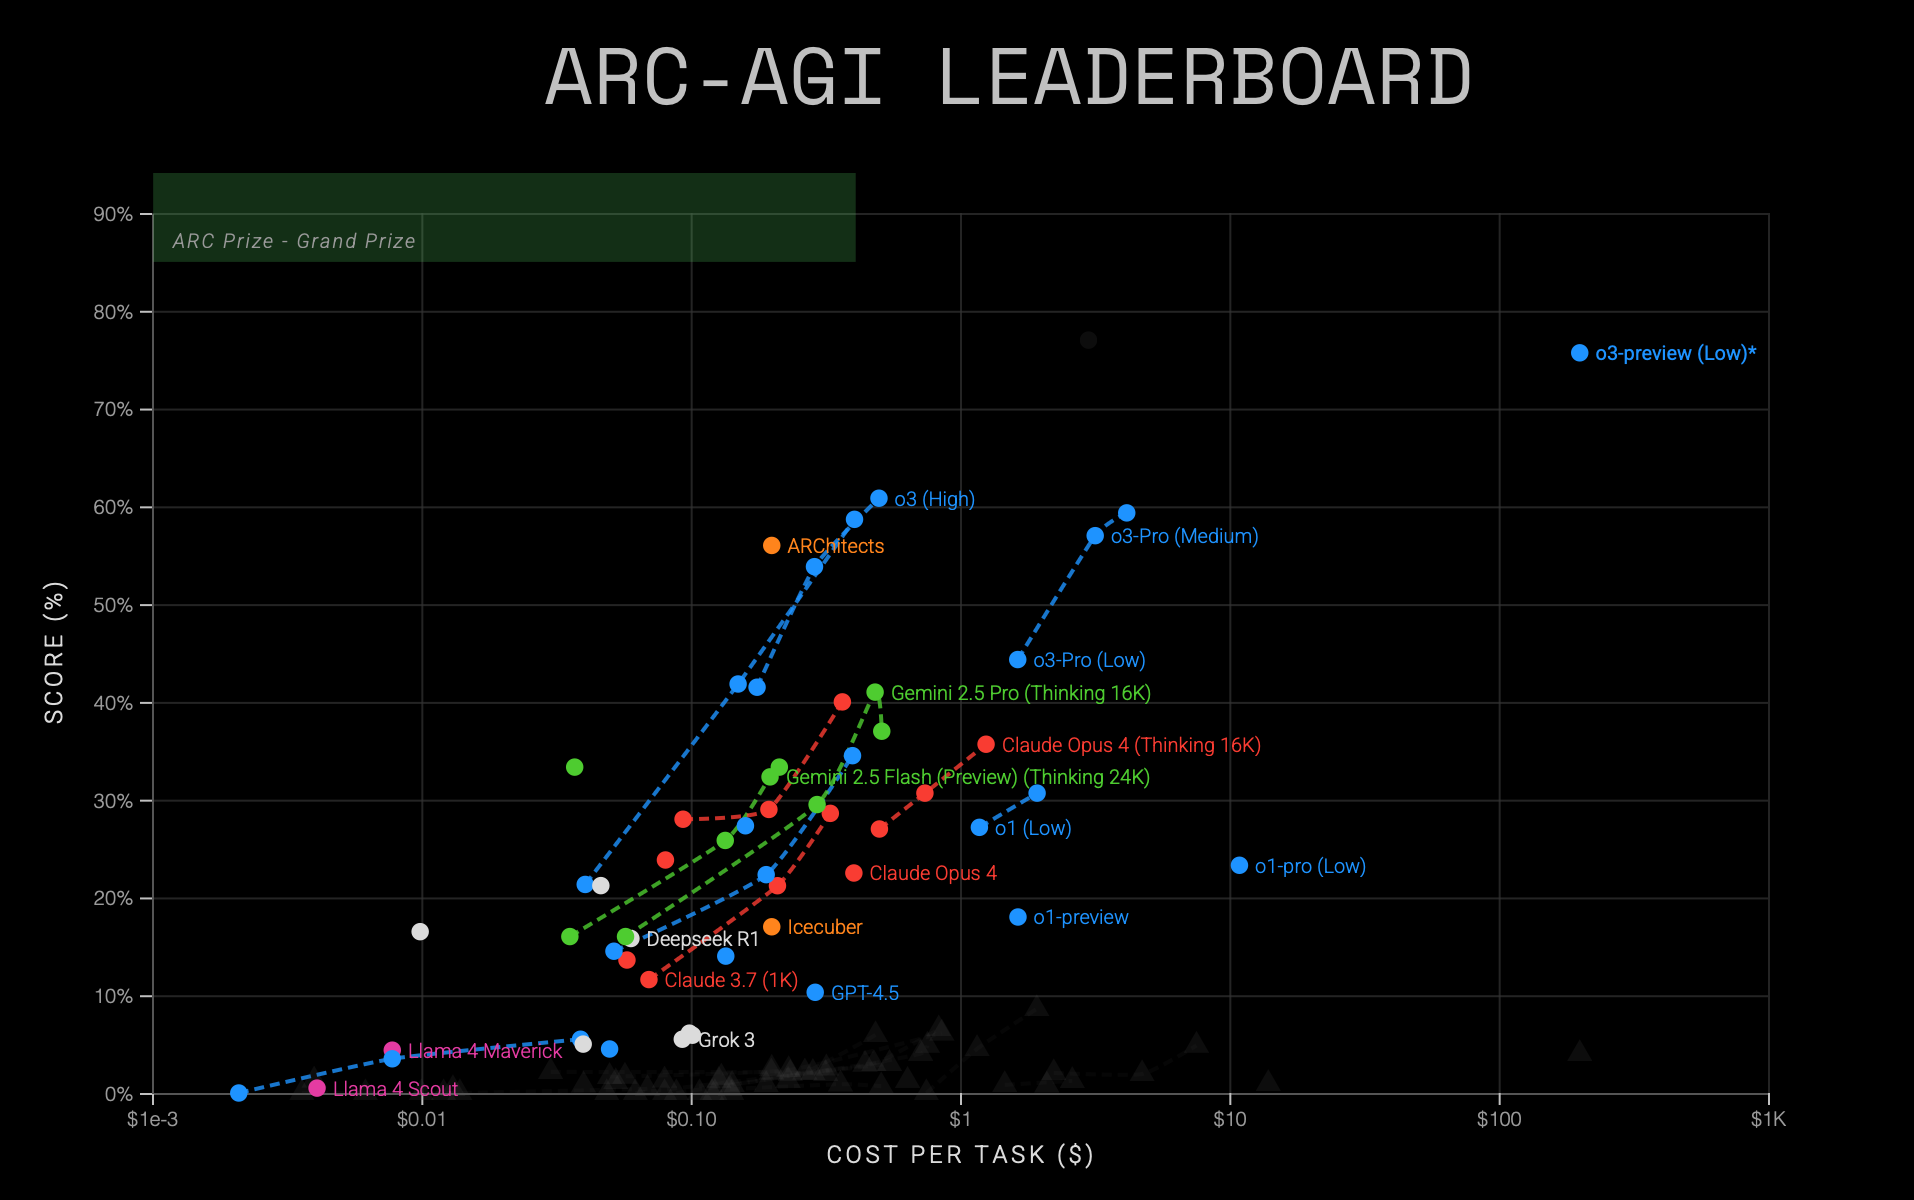 ARC-AGI LEADERBOARD
90%
ARC Prize - Grand Prize
80%
o3-preview (Low)*
70%
60%
o3 (High)
o3-Pro (Medium)
ARChitects
50%
o3-Pro (Low)
40%
Gemini 2.5 Pro (Thinking 16K)
Claude Opus 4 (Thinking 16K)
Gemini 2.5 Flash (Preview) (Thinking 24K)
30%
o1 (Low)
o1-pro (Low)
Claude Opus 4
20%
o1-preview
Icecuber
Deepseek R1
Claude 3.7 (1K)
GPT-4.5
10%
Grok 3
Llama 4 Maverick
Llama 4 Scout
0%
SCORE (%)
$1e-3
$0.01
$0.10
$1
$10
$100
$1K
COST PER TASK ($)